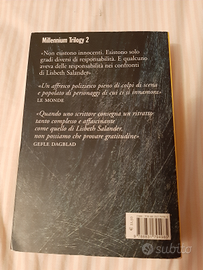 Millennium Trilogy 2
«Non esistono innocenti. Esistono solo
gradi diversi di responsabilità. E qualcuno
aveva delle responsabilità nei confronti
di Lisbeth Salander»
«Un affresco poliziesco pieno di colpi di scena
e popolato di personaggi di cui ci si innamora»
LE MONDE
«Quando uno scrittore consegna un ritratto
tanto complesso e affascinante
come quello di Lisbeth Salander,
non possiamo che provare gratitudine»
GEFLE DAGBLAD
subito